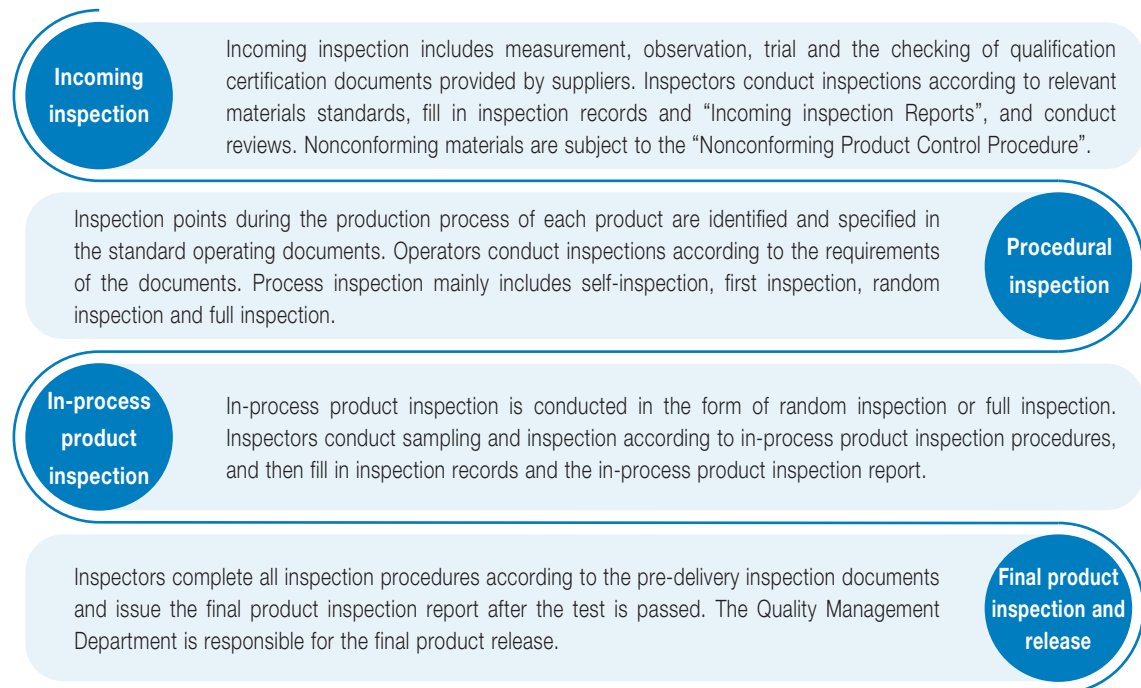 Incoming
inspection
Incoming inspection includes measurement, observation, trial and the checking of qualification
certification documents provided by suppliers. Inspectors conduct inspections according to relevant
materials standards, fill in inspection records and “Incoming inspection Reports”, and conduct
reviews. Nonconforming materials are subject to the “Nonconforming Product Control Procedure”.
Inspection points during the production process of each product are identified and specified in
the standard operating documents. Operators conduct inspections according to the requirements
of the documents. Process inspection mainly includes self-inspection, first inspection, random
inspection and full inspection.
Procedural
inspection
In-process
product
inspection
In-process product inspection is conducted in the form of random inspection or full inspection.
Inspectors conduct sampling and inspection according to in-process product inspection procedures,
and then fill in inspection records and the in-process product inspection report.
Inspectors complete all inspection procedures according to the pre-delivery inspection documents
and issue the final product inspection report after the test is passed. The Quality Management
Department is responsible for the final product release.
Final product
inspection and
release